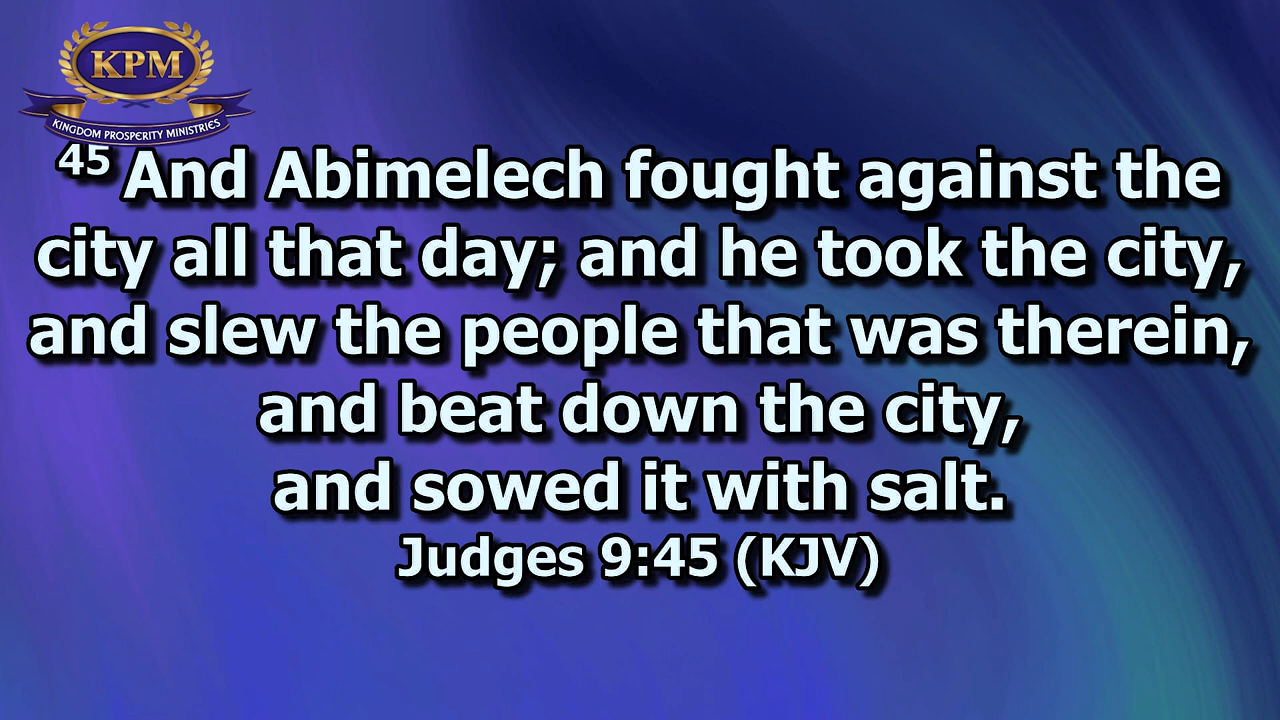 KPM
KINGDOM PROSPERITY MINISTRIES
45 And Abimelech fought against the
city all that day; and he took the city,
and slew the people that was therein,
and beat down the city,
and sowed it with salt.
Judges 9:45 (KJV)